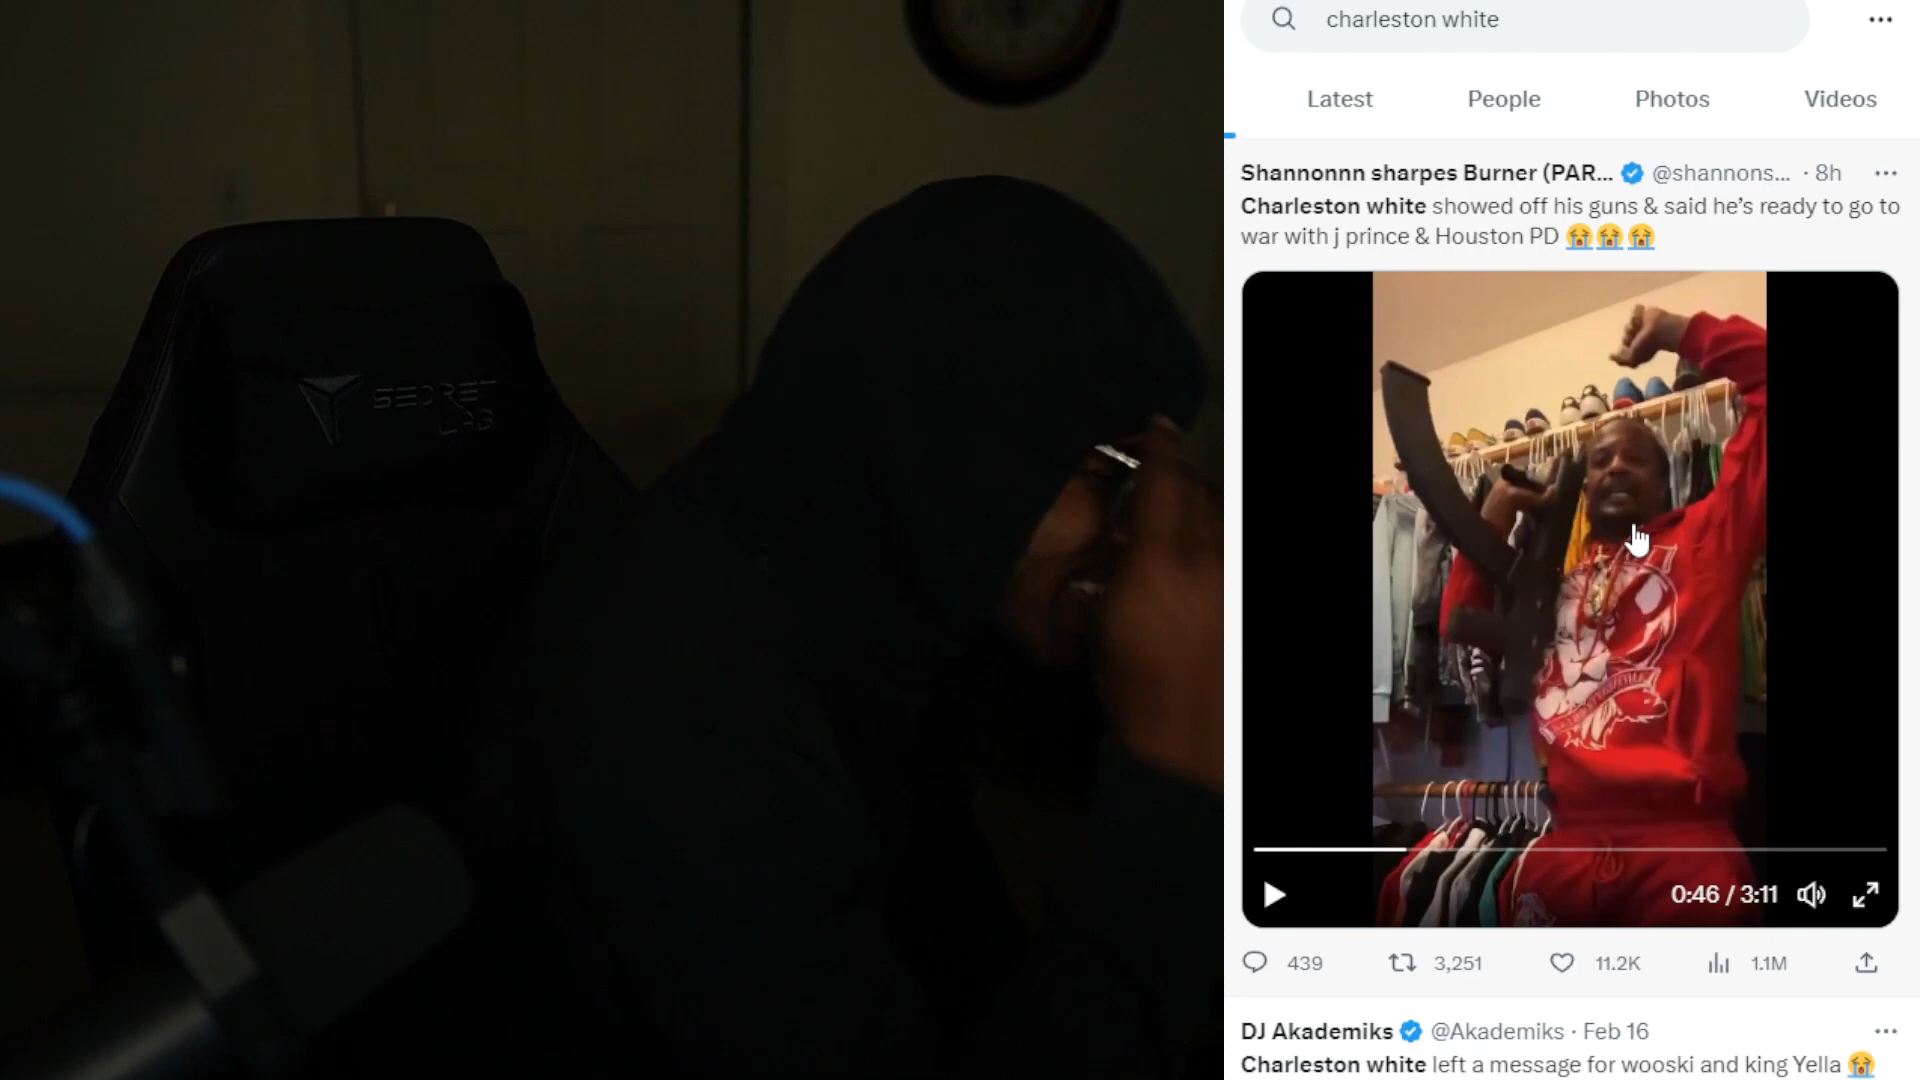 charleston white
Latest People Photos Videos
Shannonnn sharpes Burner (PAR... @shannons... · 8h
Charleston white showed off his guns & said he's ready to go to
war with j prince & Houston PD 😭😭😭
SECRET
LAB
0:46 / 3:11
439 3,251 11.2K 1.1M
DJ Akademiks @Akademiks · Feb 16
Charleston white left a message for wooski and king Yella 😭